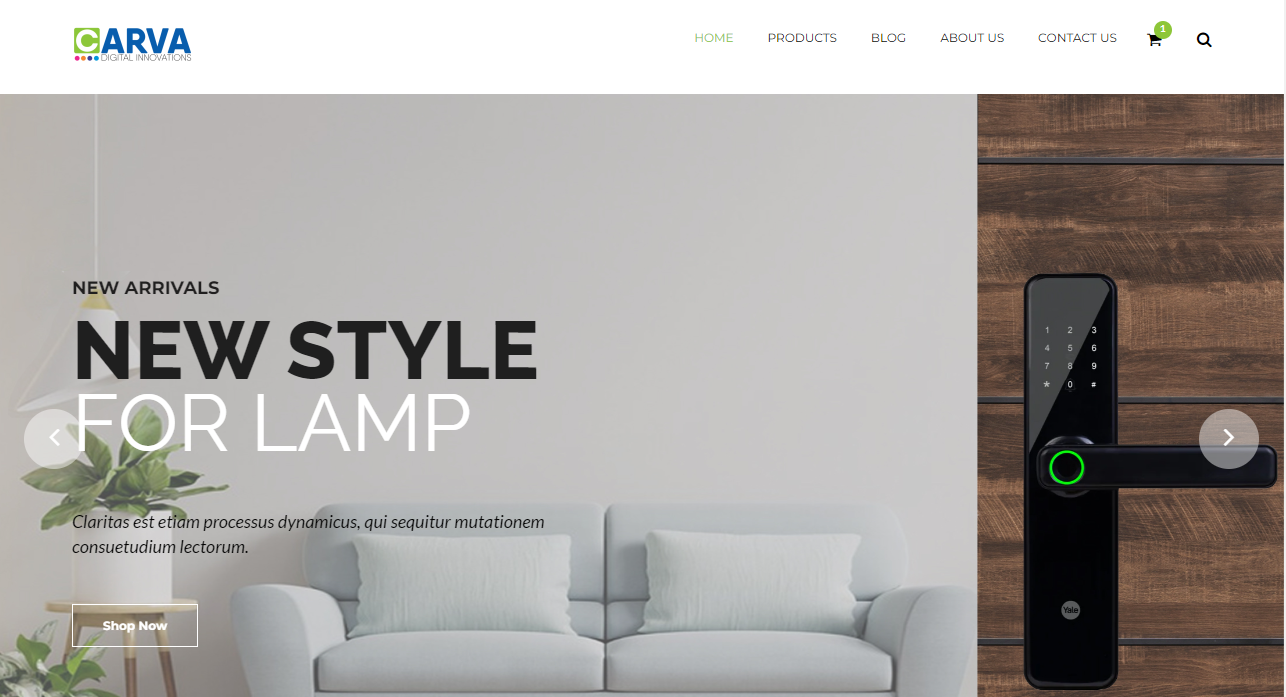 CARVA
DIGITAL INNOVATIONS
HOME PRODUCTS BLOG ABOUT US CONTACT US 1
NEW ARRIVALS
NEW STYLE
FOR LAMP
Claritas est etiam processus dynamicus, qui sequitur mutationem
consuetudium lectorum.
Shop Now
1 2 3
4 5 6
7 8 9
* 0 #
Yale